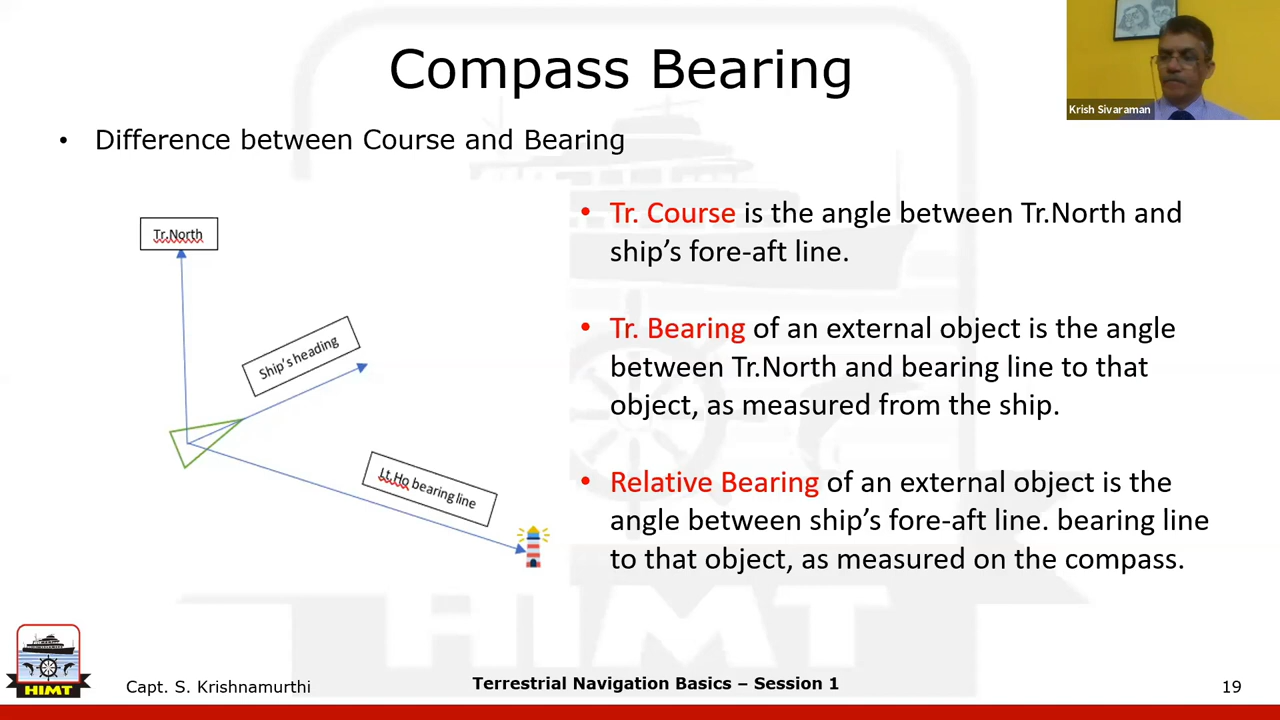 Compass Bearing
Krish Sivaraman
• Difference between Course and Bearing
Tr.North
Ship's heading
Lt.Ho bearing line
• Tr. Course is the angle between Tr.North and
ship’s fore-aft line.
• Tr. Bearing of an external object is the angle
between Tr.North and bearing line to that
object, as measured from the ship.
• Relative Bearing of an external object is the
angle between ship’s fore-aft line. bearing line
to that object, as measured on the compass.
HIMT
HIMT
Capt. S. Krishnamurthi
Terrestrial Navigation Basics – Session 1
19